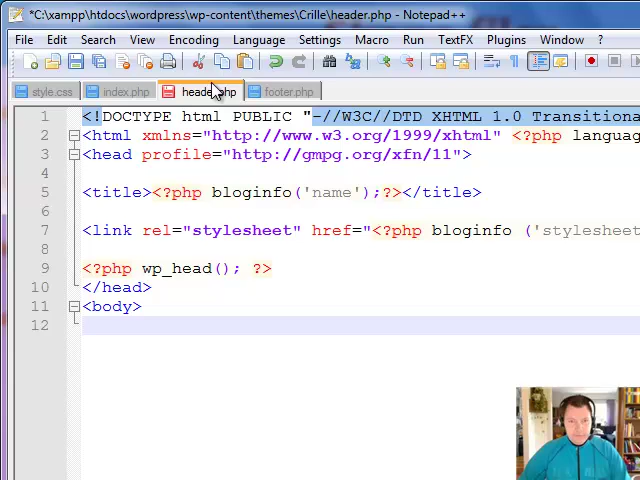 *C:\xampp\htdocs\wordpress\wp-content\themes\Crille\header.php - Notepad++
File Edit Search View Encoding Language Settings Macro Run TextFX Plugins Window ?
style.css index.php header.php footer.php
1 <!DOCTYPE html PUBLIC "-//W3C//DTD XHTML 1.0 Transitiona
2 <html xmlns="http://www.w3.org/1999/xhtml" <?php languag
3 <head profile="http://gmpg.org/xfn/11">
4
5 <title><?php bloginfo('name');?></title>
6
7 <link rel="stylesheet" href="<?php bloginfo ('stylesheet
8
9 <?php wp_head(); ?>
10 </head>
11 <body>
12